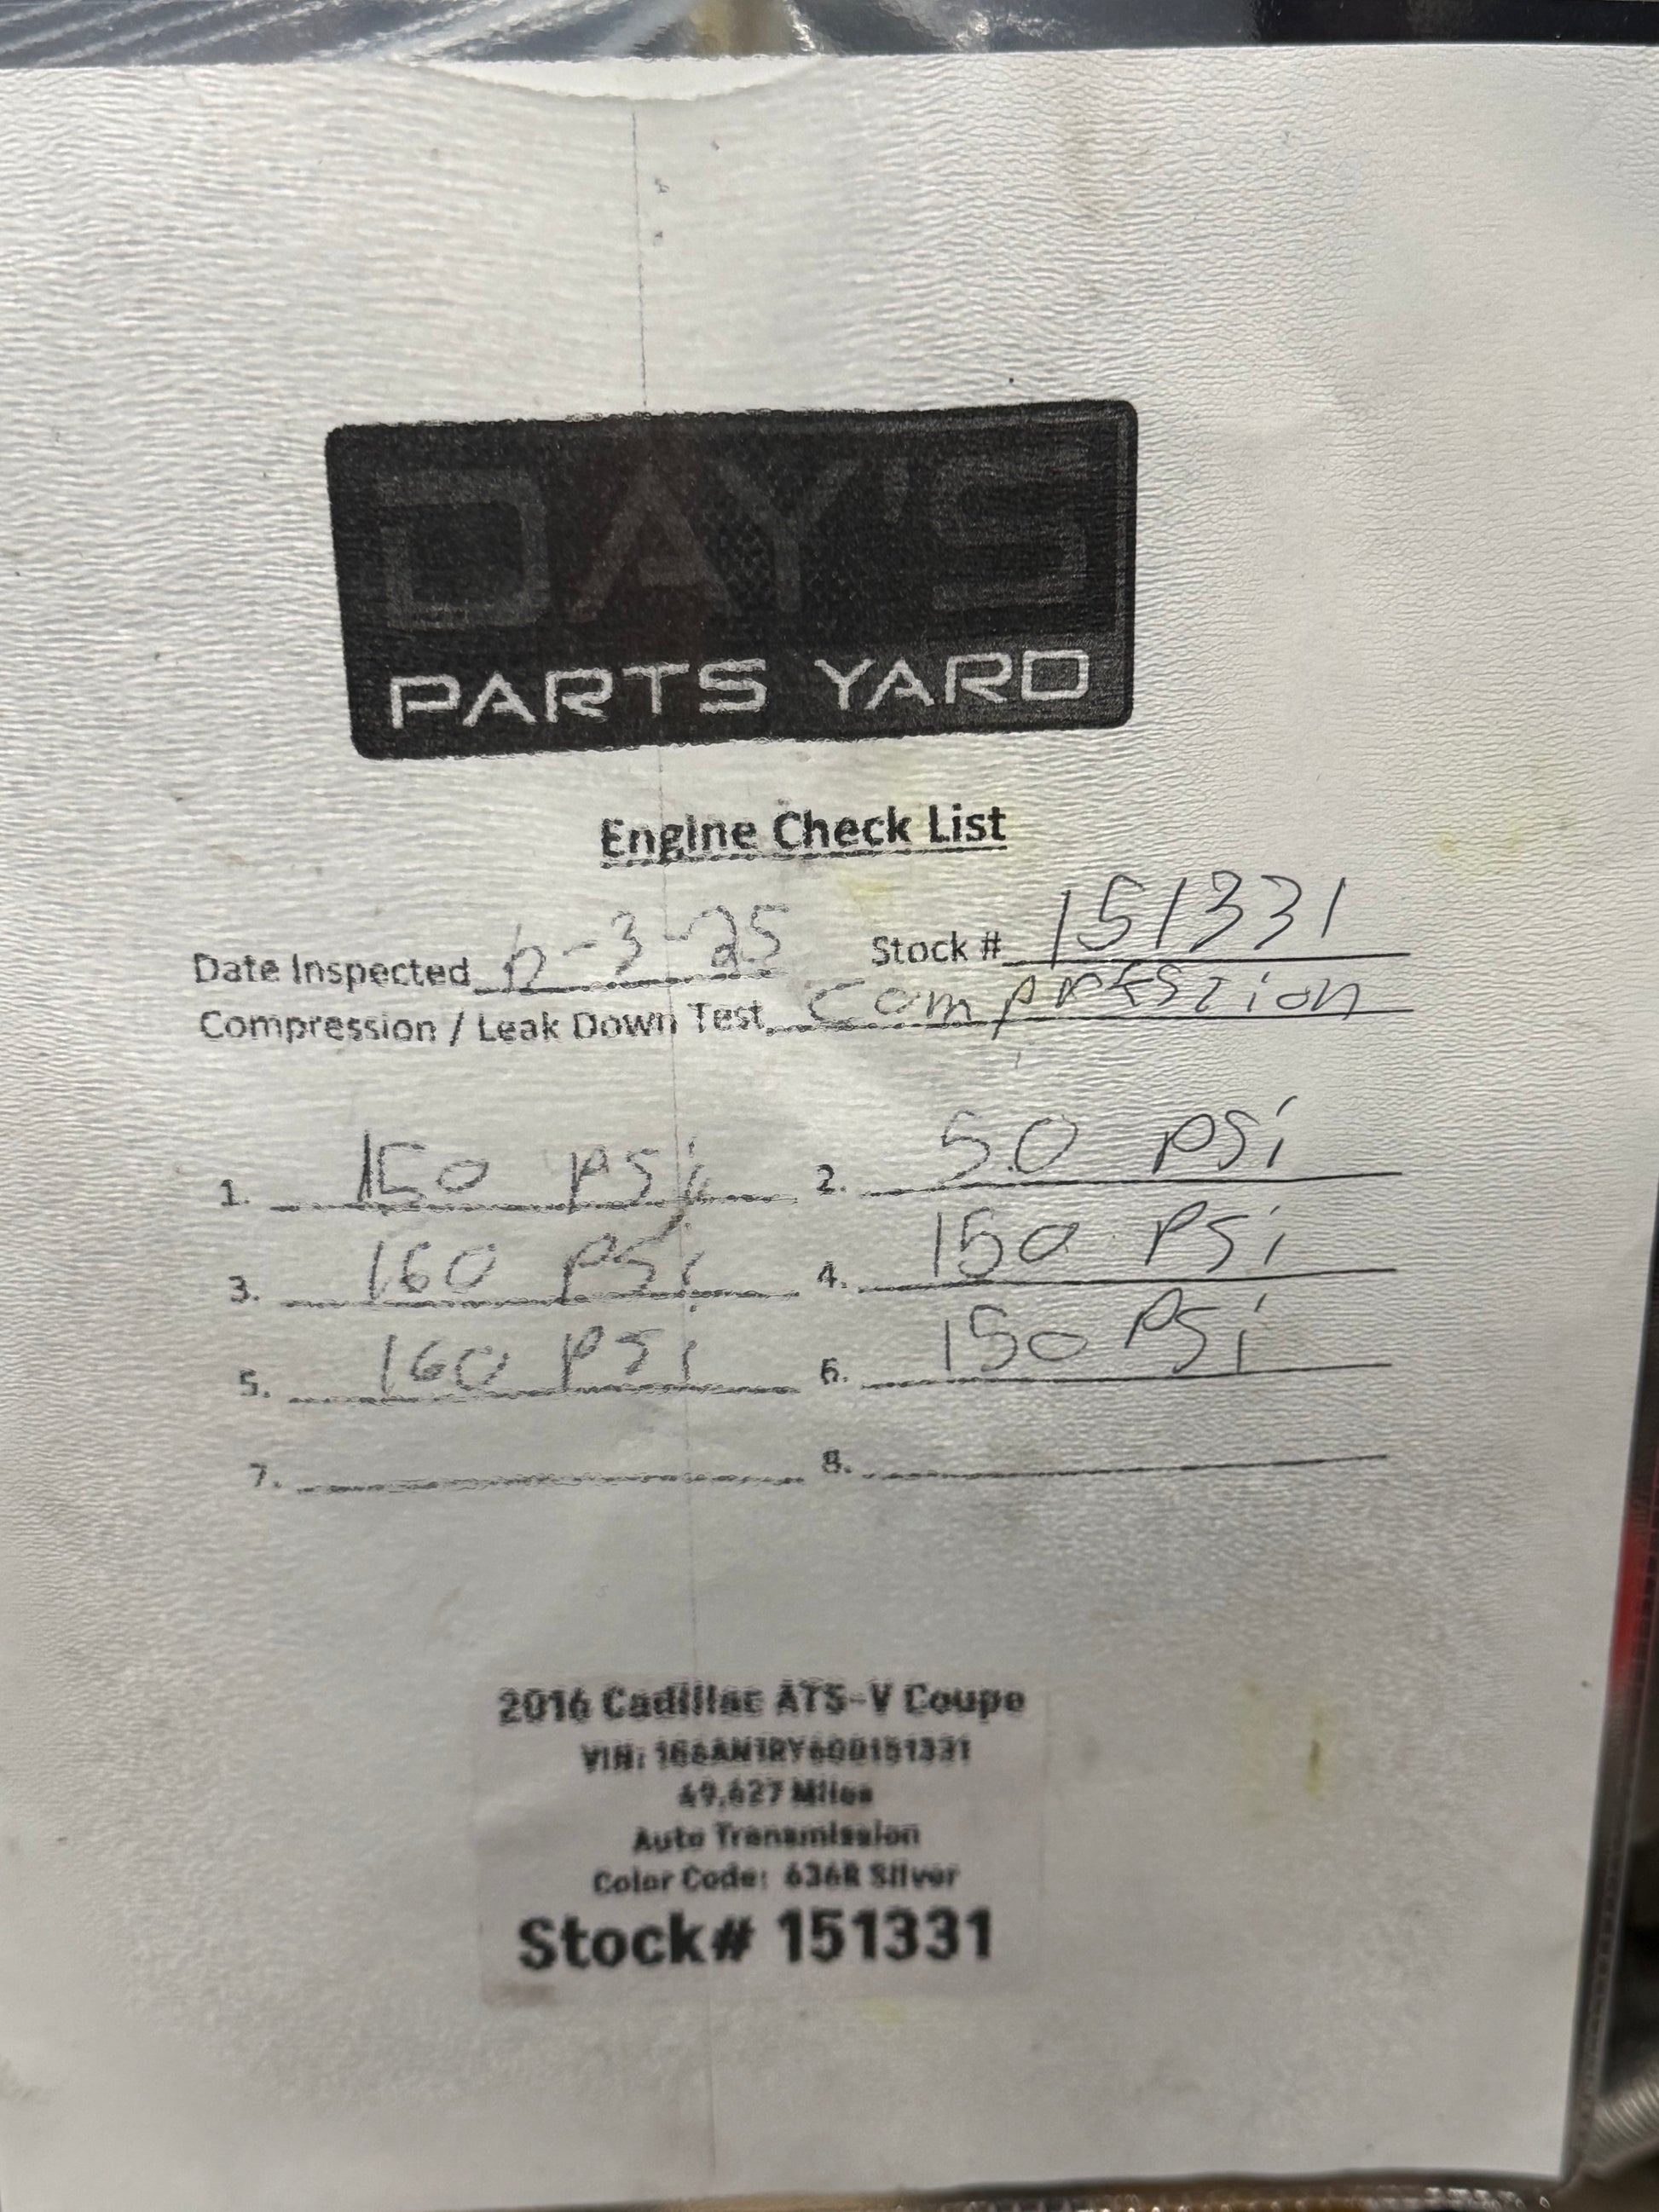 DAY'S
PARTS YARD
Engine Check List
Date Inspected 6-3-25 Stock # 151331
Compression / Leak Down Test Compression
1. 150 psi 2. 50 psi
3. 160 psi 4. 150 psi
5. 160 psi 6. 150 psi
7. 8.
2016 Cadillac ATS-V Coupe
VIN: 1G6AN1RY6G0151331
69,627 Miles
Auto Transmission
Color Code: 636R Silver
Stock# 151331